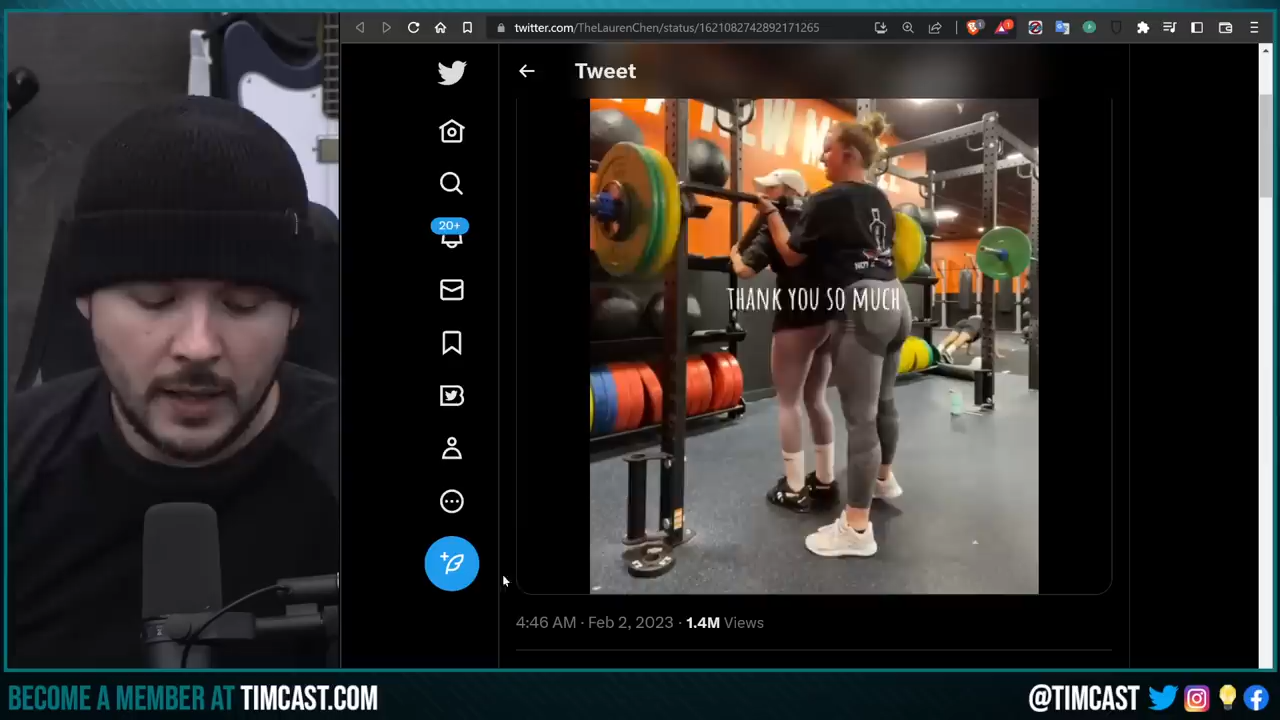 twitter.com/TheLaurenChen/status/1621082742892171265
Tweet
20+
THANK YOU SO MUCH
4:46 AM · Feb 2, 2023 · 1.4M Views
BECOME A MEMBER AT TIMCAST.COM
@TIMCAST